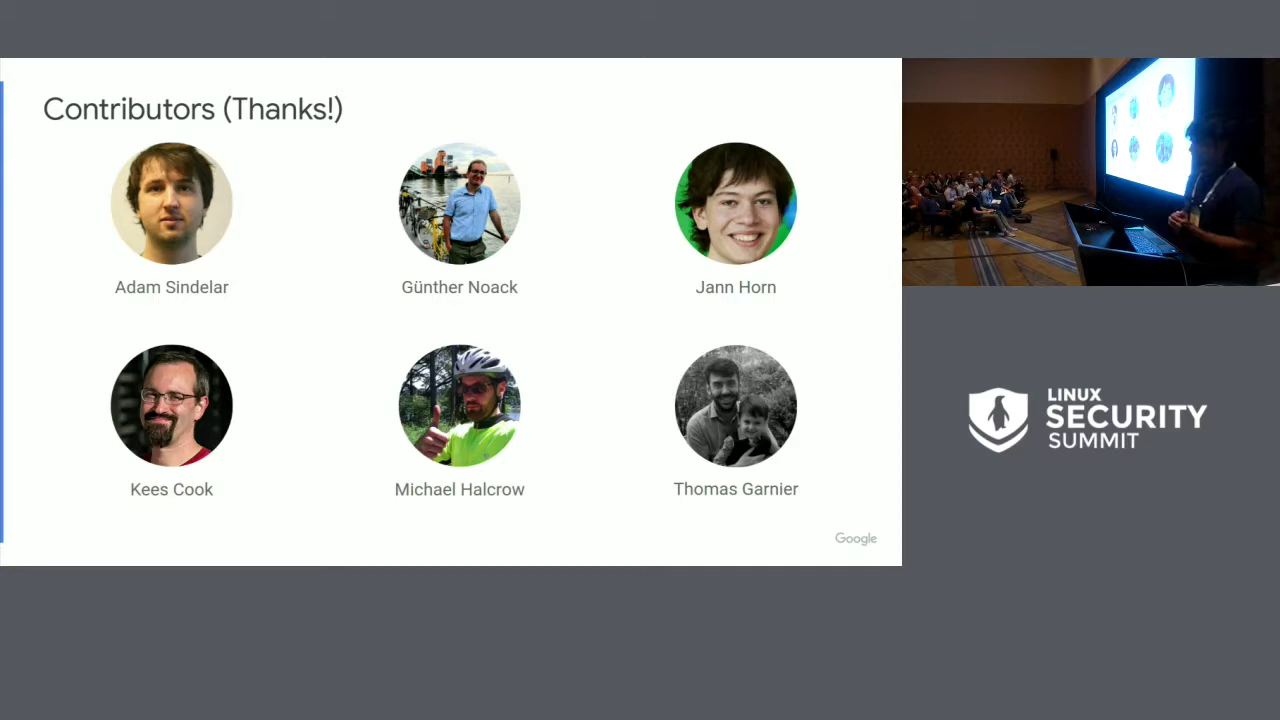 Contributors (Thanks!)
Adam Sindelar
Günther Noack
Jann Horn
Kees Cook
Michael Halcrow
Thomas Garnier
Google
LINUX
SECURITY
SUMMIT